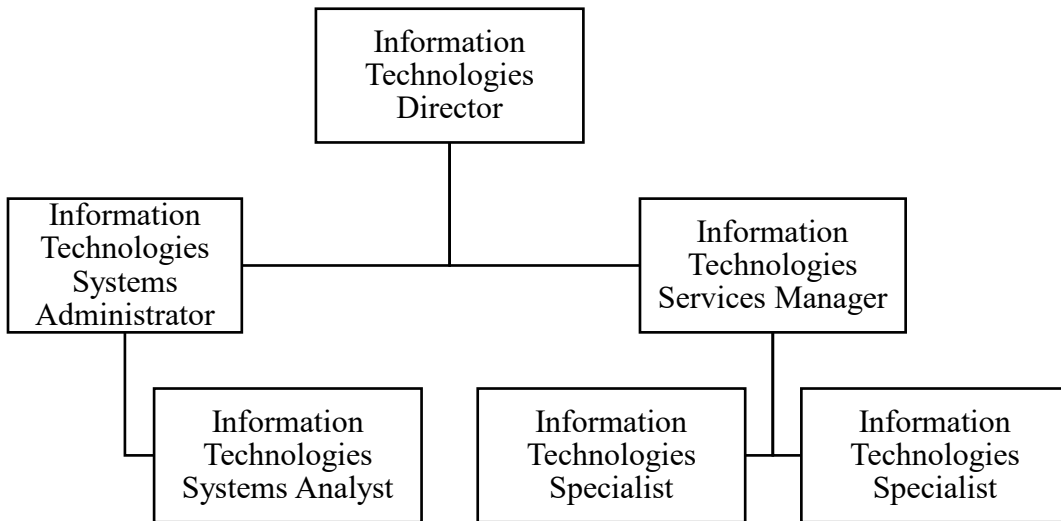 Information
Technologies
Director
Information
Technologies
Systems
Administrator
Information
Technologies
Services Manager
Information
Technologies
Systems Analyst
Information
Technologies
Specialist
Information
Technologies
Specialist